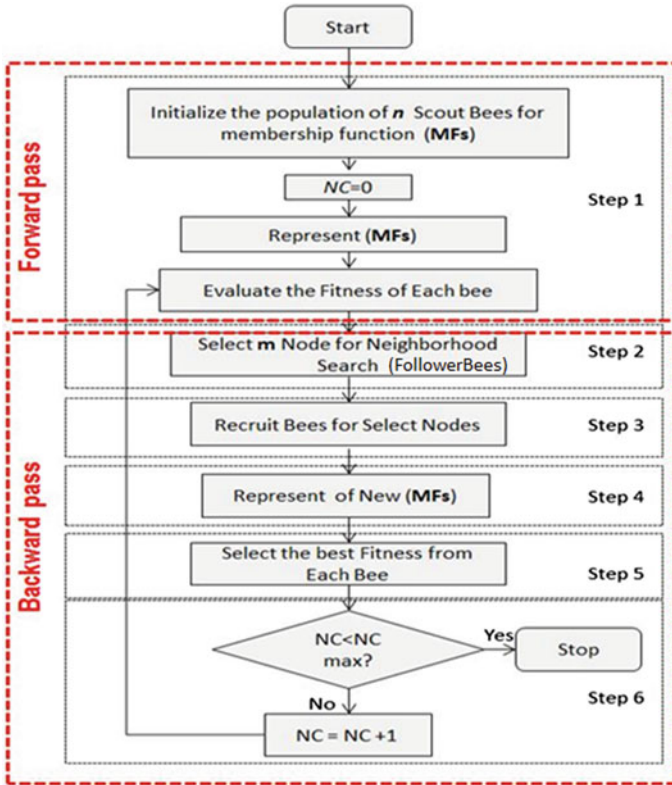 Start
Forward pass
Initialize the population of n Scout Bees for
membership function (MFs)
NC=0
Step 1
Represent (MFs)
Evaluate the Fitness of Each bee
Backward pass
Select m Node for Neighborhood
Search (FollowerBees)
Step 2
Recruit Bees for Select Nodes
Step 3
Represent of New (MFs)
Step 4
Select the best Fitness from
Each Bee
Step 5
NC<NC
max?
Yes
Stop
No
Step 6
NC = NC +1